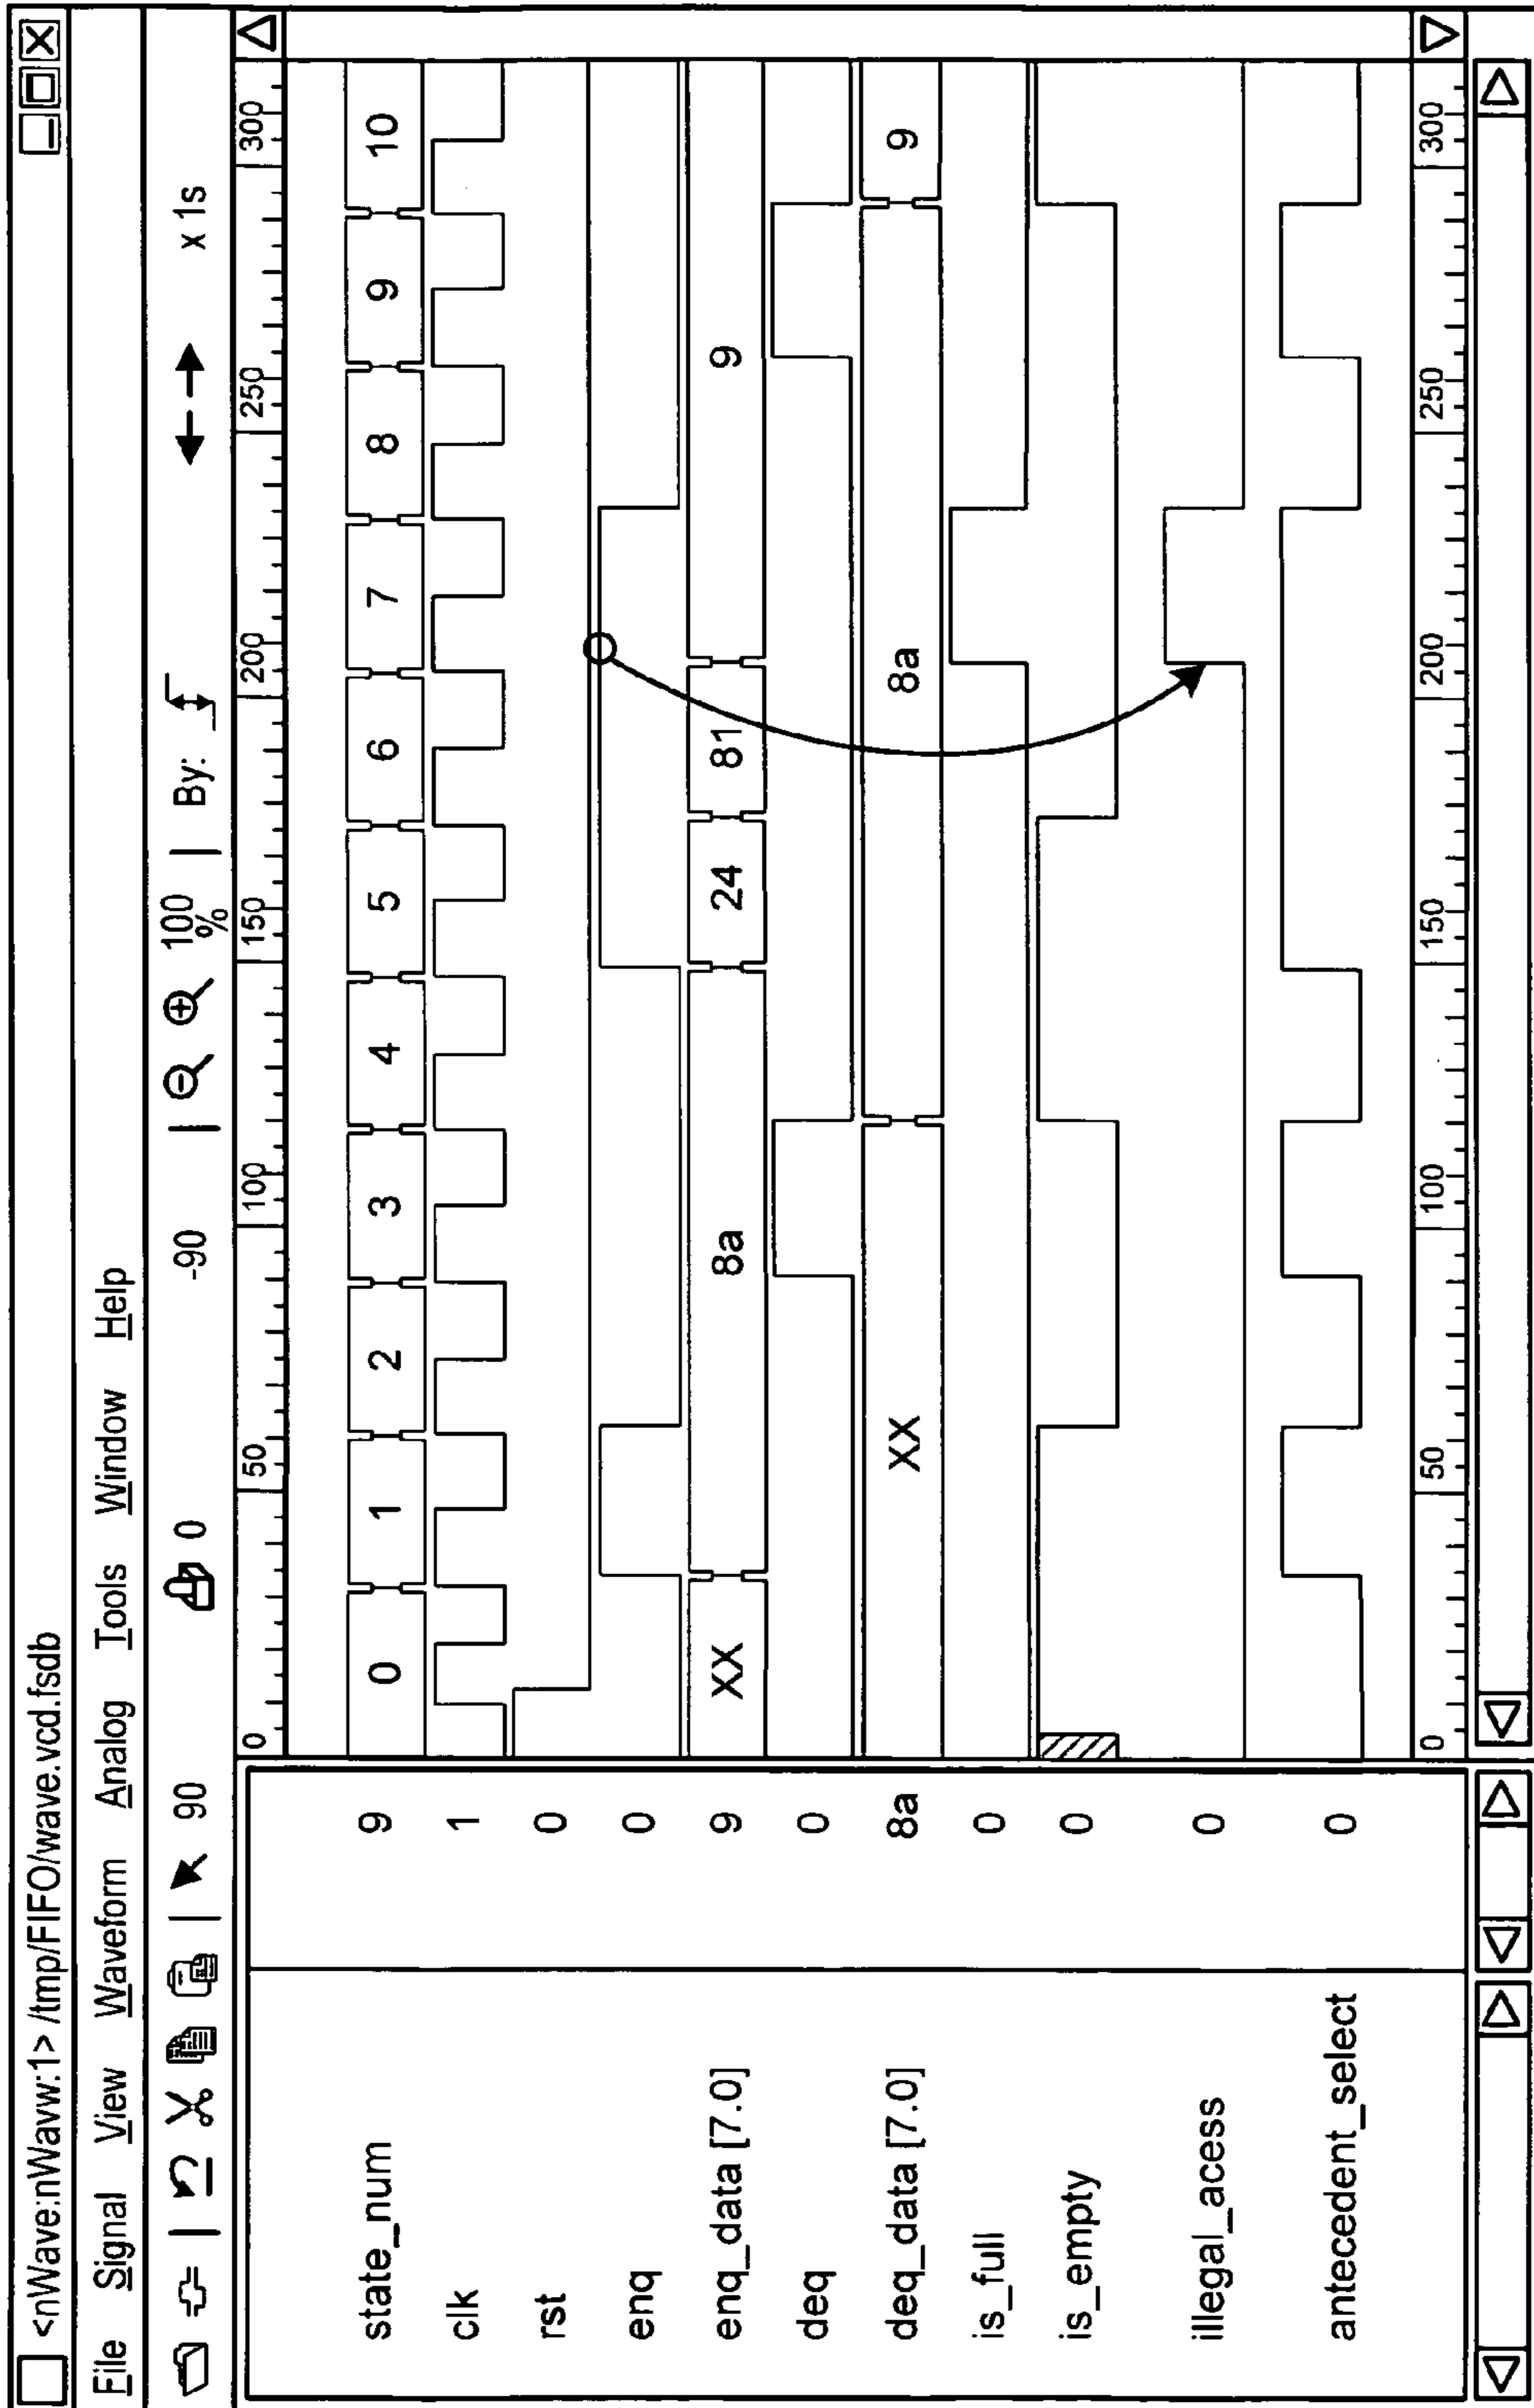 <nWave:nWavw:1> /tmp/FIFO/wave.vcd.fsdb
File Signal View Waveform Analog Tools Window Help
90 0 -90 100 % By: x 1s
0 50 100 150 200 250 300
state_num 9 0 1 2 3 4 5 6 7 8 9 10
clk 1
rst 0
enq 0
enq_data [7.0] 9 XX 8a 24 81 9
deq 0
deq_data [7.0] 8a XX 8a 9
is_full 0
is_empty 0
illegal_acess 0
antecedent_select 0
0 50 100 150 200 250 300